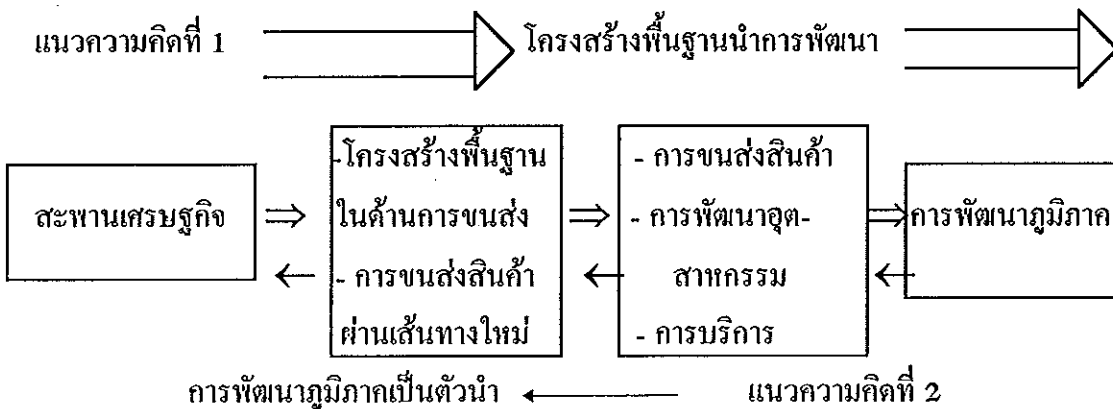 แนวความคิดที่ 1
โครงสร้างพื้นฐานนำการพัฒนา
สะพานเศรษฐกิจ
-โครงสร้างพื้นฐาน
ในด้านการขนส่ง
- การขนส่งสินค้า
ผ่านเส้นทางใหม่
- การขนส่งสินค้า
- การพัฒนาอุต-
สาหกรรม
- การบริการ
การพัฒนาภูมิภาค
การพัฒนาภูมิภาคเป็นตัวนำ
แนวความคิดที่ 2